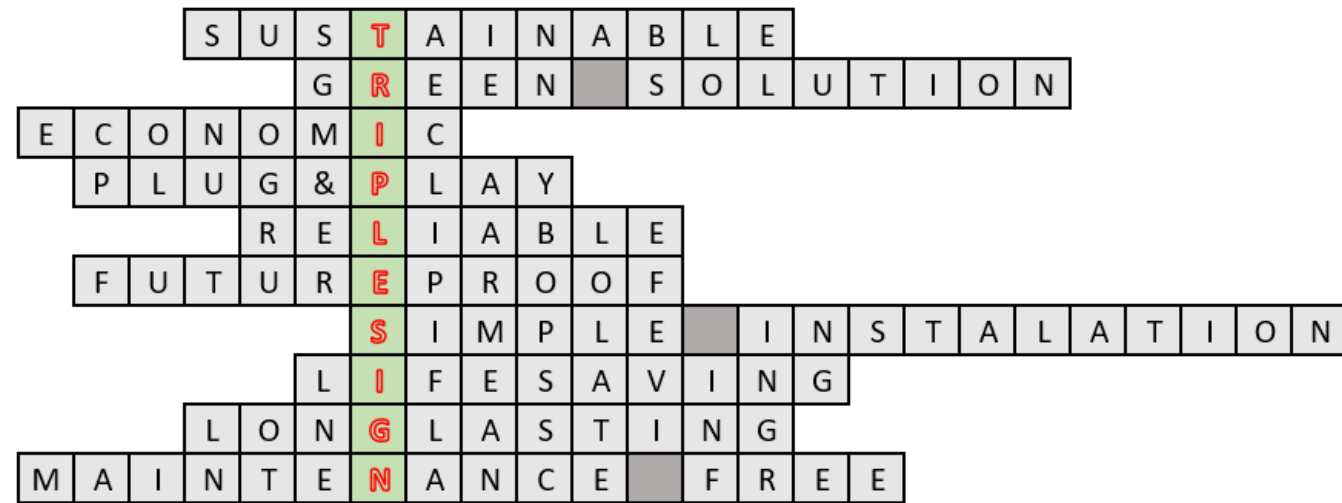 SUSTAINABLE
GREEN SOLUTION
ECONOMIC
PLUG&PLAY
RELIABLE
FUTUREPROOF
SIMPLE INSTALATION
LIFESAVING
LONGLASTING
MAINTENANCE FREE